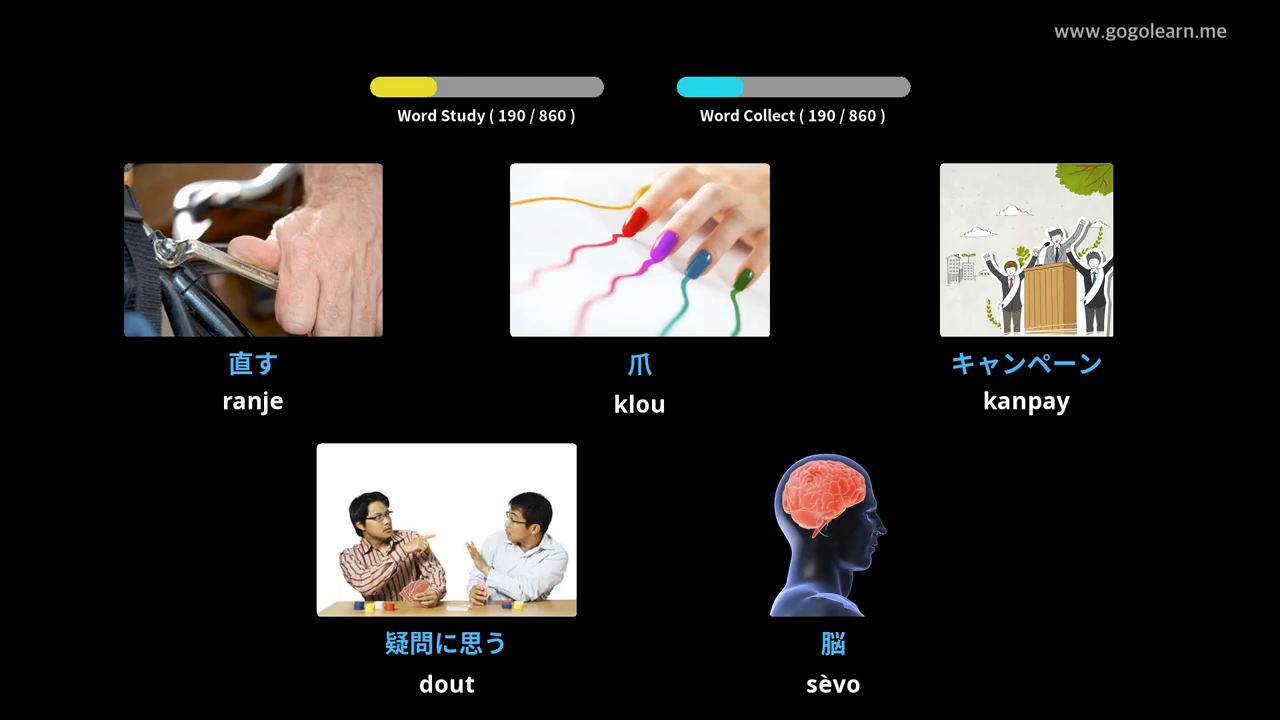 www.gogolearn.me
Word Study ( 190 / 860 )
Word Collect ( 190 / 860 )
直す
ranje
爪
klou
キャンペーン
kanpay
疑問に思う
dout
脳
sèvo